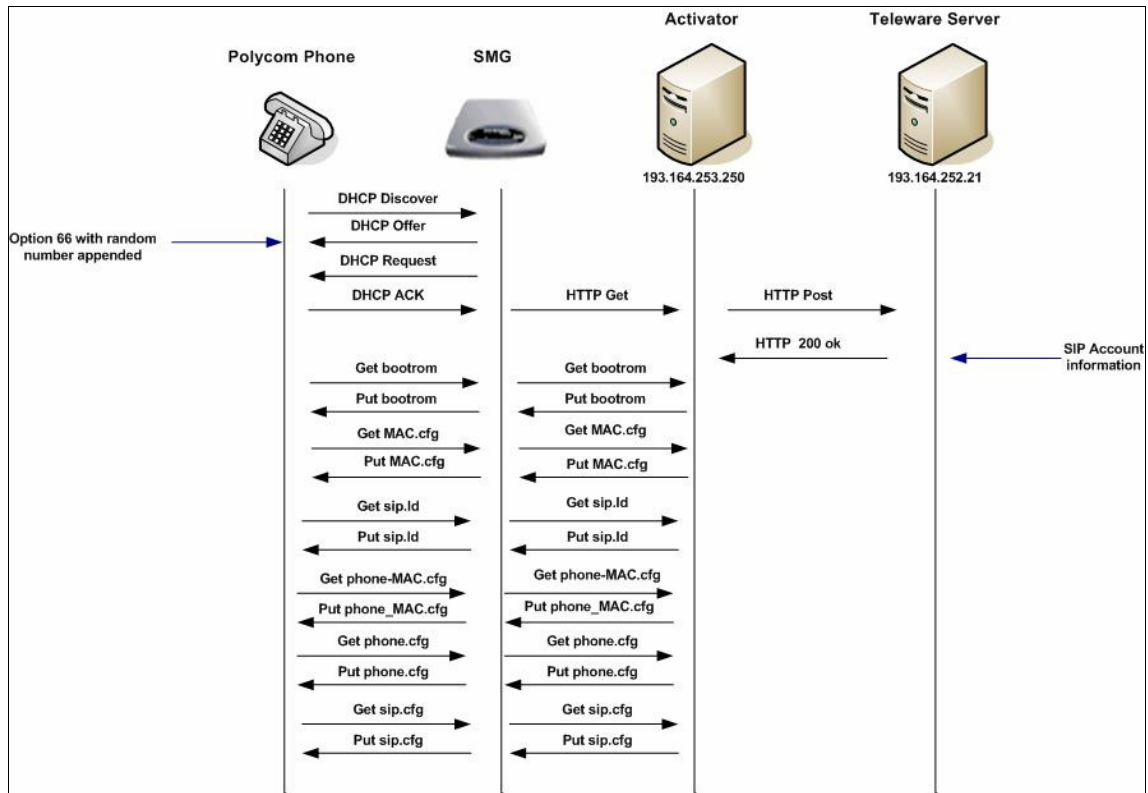 Activator
Teleware Server
Polycom Phone
SMG
193.164.253.250
193.164.252.21
DHCP Discover
DHCP Offer
Option 66 with random
number appended
DHCP Request
DHCP ACK
HTTP Get
HTTP Post
HTTP 200 ok
SIP Account
information
Get bootrom
Get bootrom
Put bootrom
Put bootrom
Get MAC.cfg
Get MAC.cfg
Put MAC.cfg
Put MAC.cfg
Get sip.ld
Get sip.ld
Put sip.ld
Put sip.ld
Get phone-MAC.cfg
Get phone-MAC.cfg
Put phone_MAC.cfg
Put phone_MAC.cfg
Get phone.cfg
Get phone.cfg
Put phone.cfg
Put phone.cfg
Get sip.cfg
Get sip.cfg
Put sip.cfg
Put sip.cfg